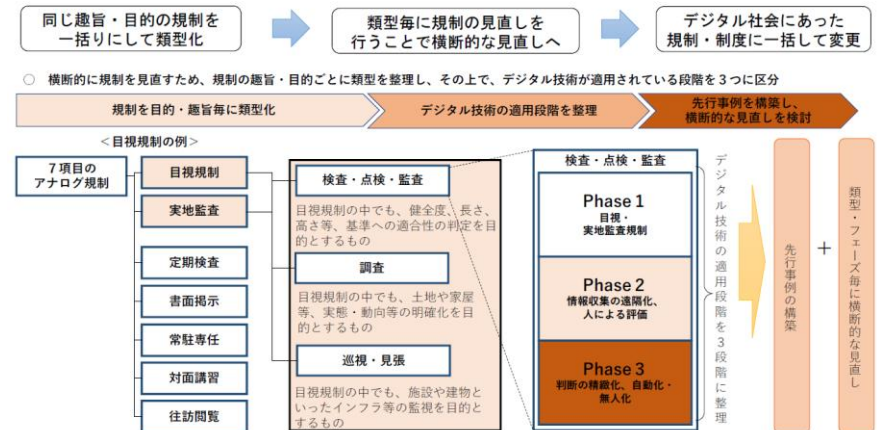 同じ趣旨・目的の規制を
一括りにして類型化
類型毎に規制の見直しを
行うことで横断的な見直しへ
デジタル社会にあった
規制・制度に一括して変更
○ 横断的に規制を見直すため、規制の趣旨・目的ごとに類型を整理し、その上で、デジタル技術が適用されている段階を３つに区分
規制を目的・趣旨毎に類型化
デジタル技術の適用段階を整理
先行事例を構築し、
横断的な見直しを検討
＜目視規制の例＞
７項目の
アナログ規制
目視規制
実地監査
定期検査
書面掲示
常駐専任
対面講習
往訪閲覧
検査・点検・監査
目視規制の中でも、健全度、長さ、
高さ等、基準への適合性の判定を目
的とするもの
調査
目視規制の中でも、土地や家屋
等、実態・動向等の明確化を目
的とするもの
巡視・見張
目視規制の中でも、施設や建物と
いったインフラ等の監視を目的と
するもの
検査・点検・監査
Phase 1
目視・
実地監査規制
Phase 2
情報収集の遠隔化、
人による評価
Phase 3
判断の精緻化、自動化・
無人化
デジタル技術の適用段階を３段階に整理
先行事例の構築
＋
類型・フェーズ毎に横断的な見直し